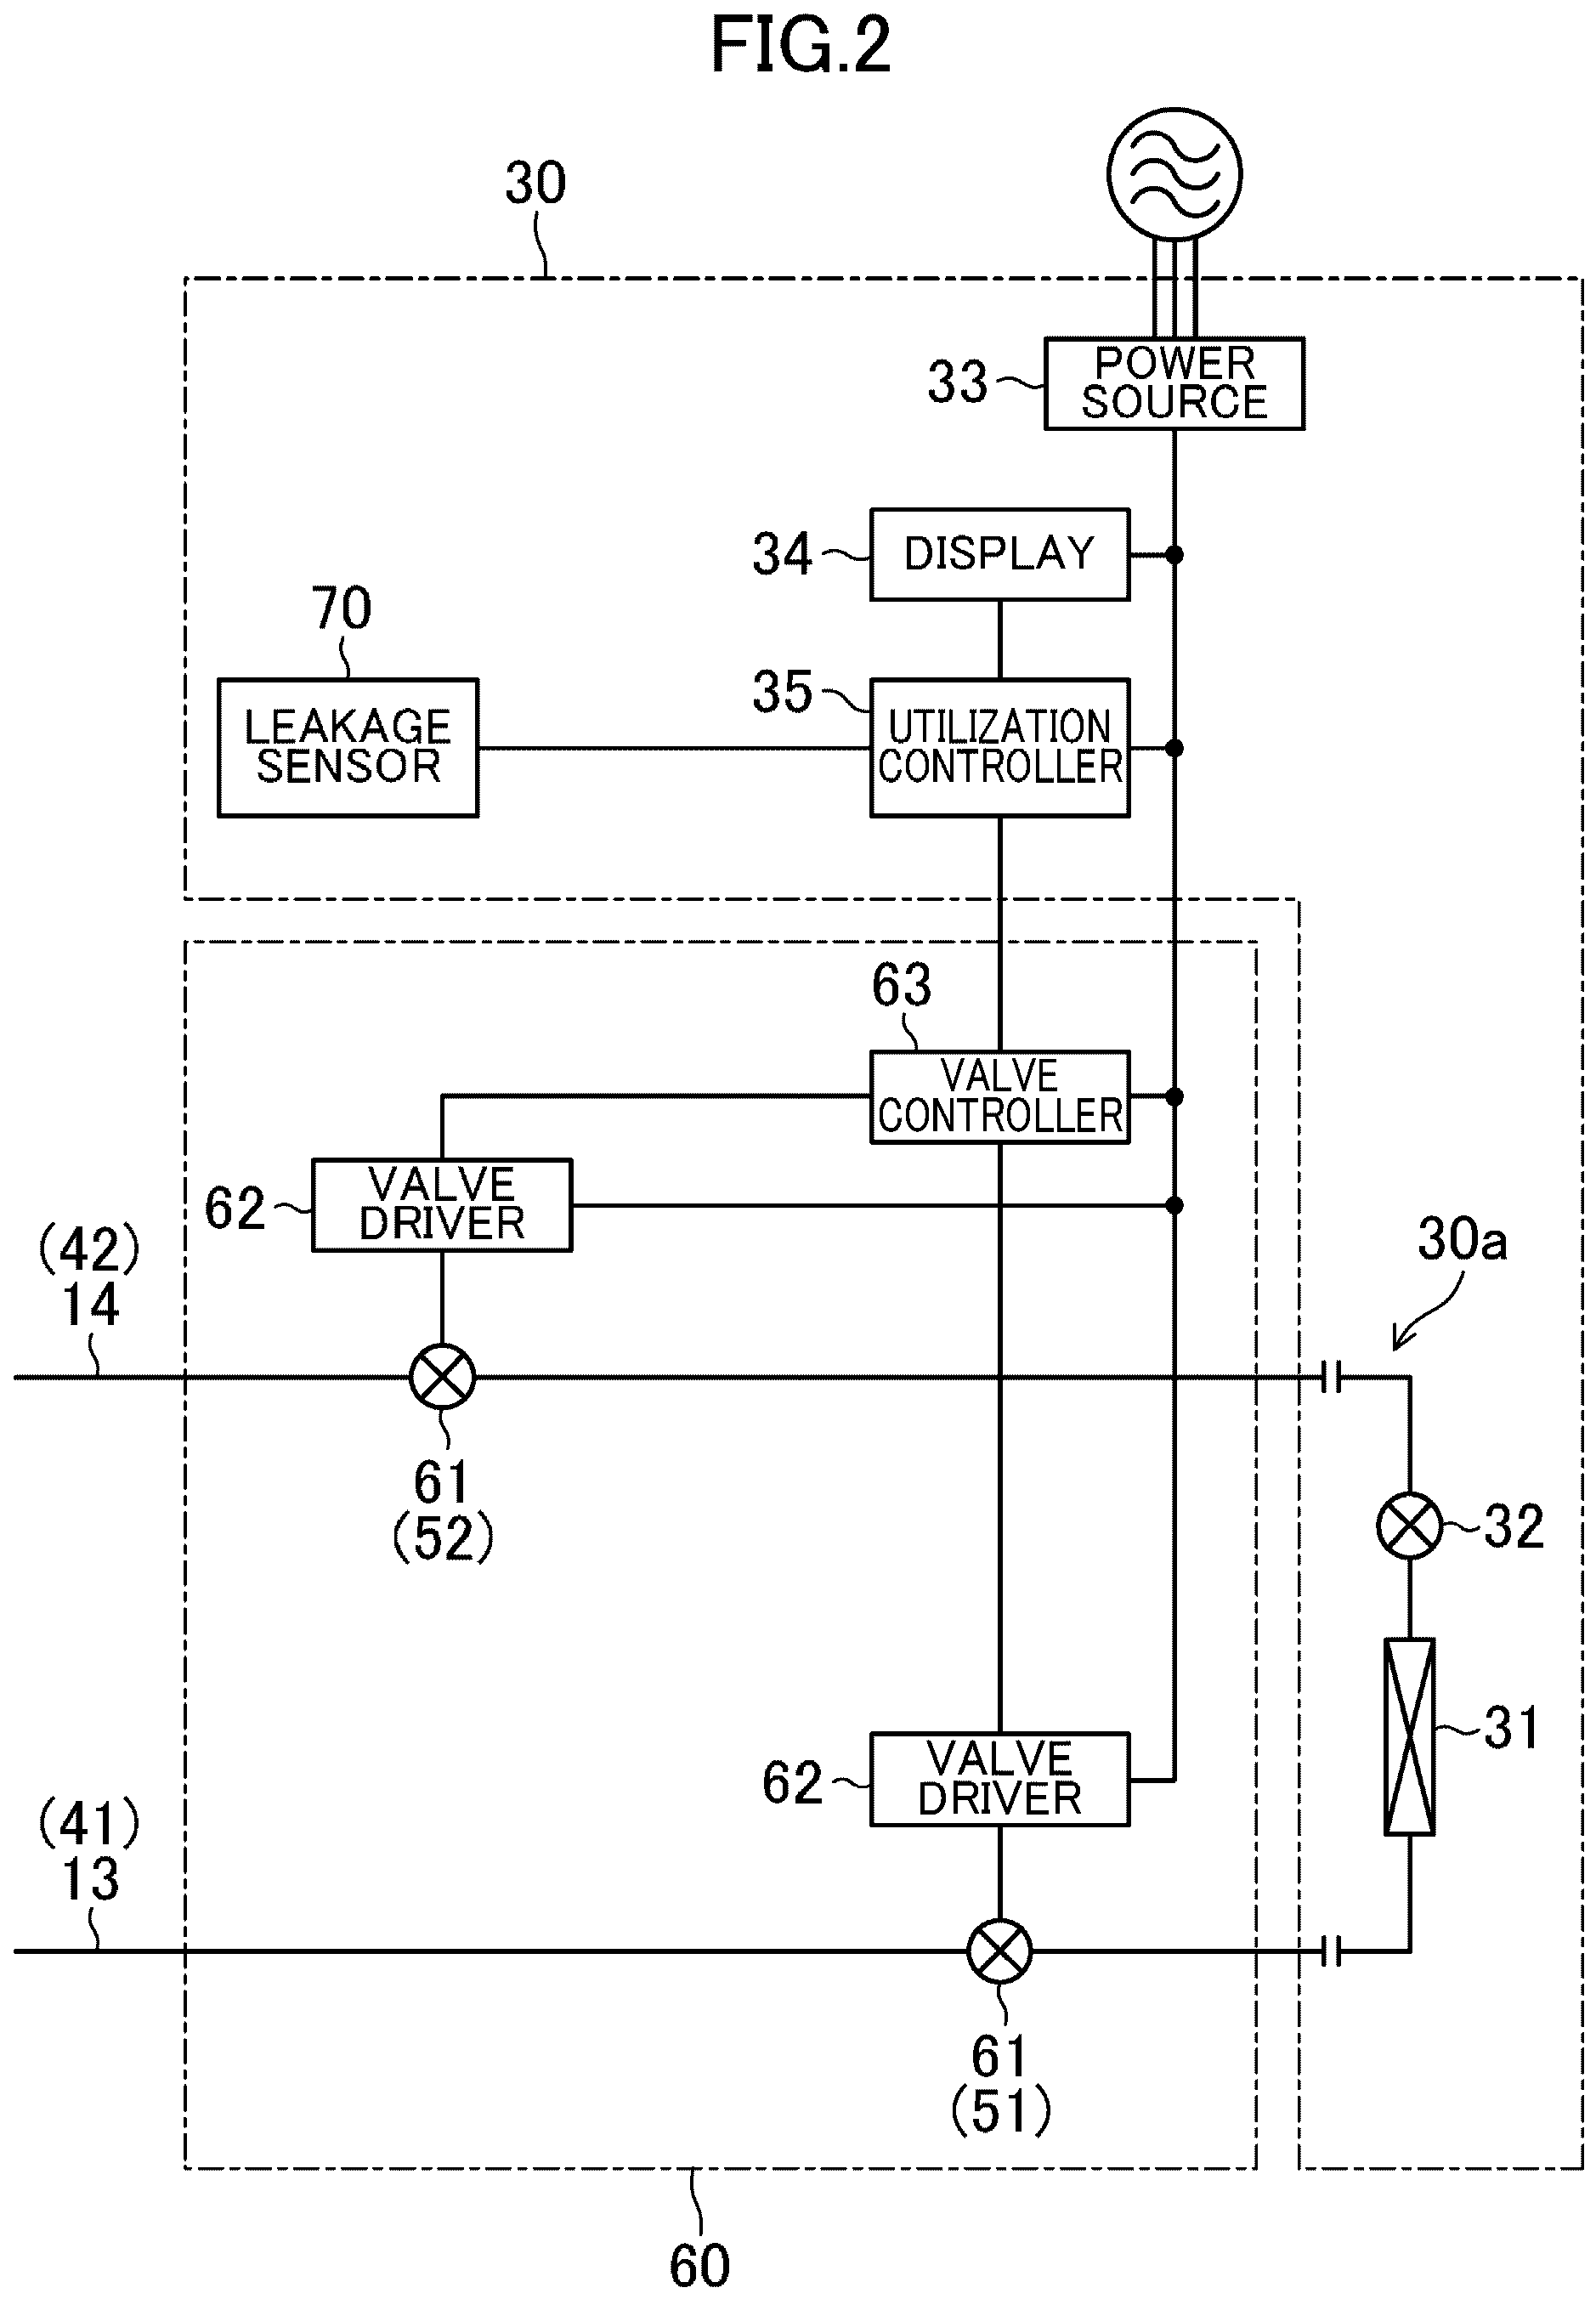 FIG.2
30
33
POWER
SOURCE
34
DISPLAY
70
LEAKAGE
SENSOR
35
UTILIZATION
CONTROLLER
63
VALVE
CONTROLLER
62
VALVE
DRIVER
(42)
14
30a
61
(52)
32
31
62
VALVE
DRIVER
(41)
13
61
(51)
60